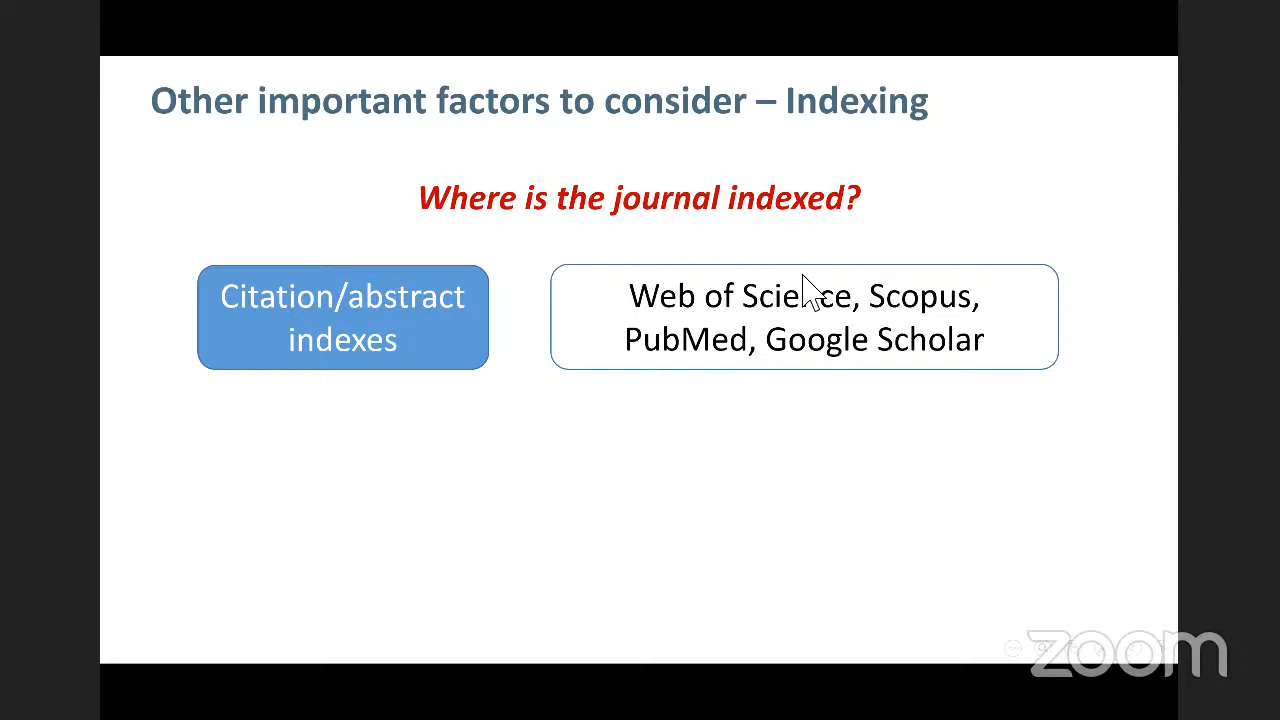 Other important factors to consider – Indexing
Where is the journal indexed?
Citation/abstract
indexes
Web of Science, Scopus,
PubMed, Google Scholar
zoom